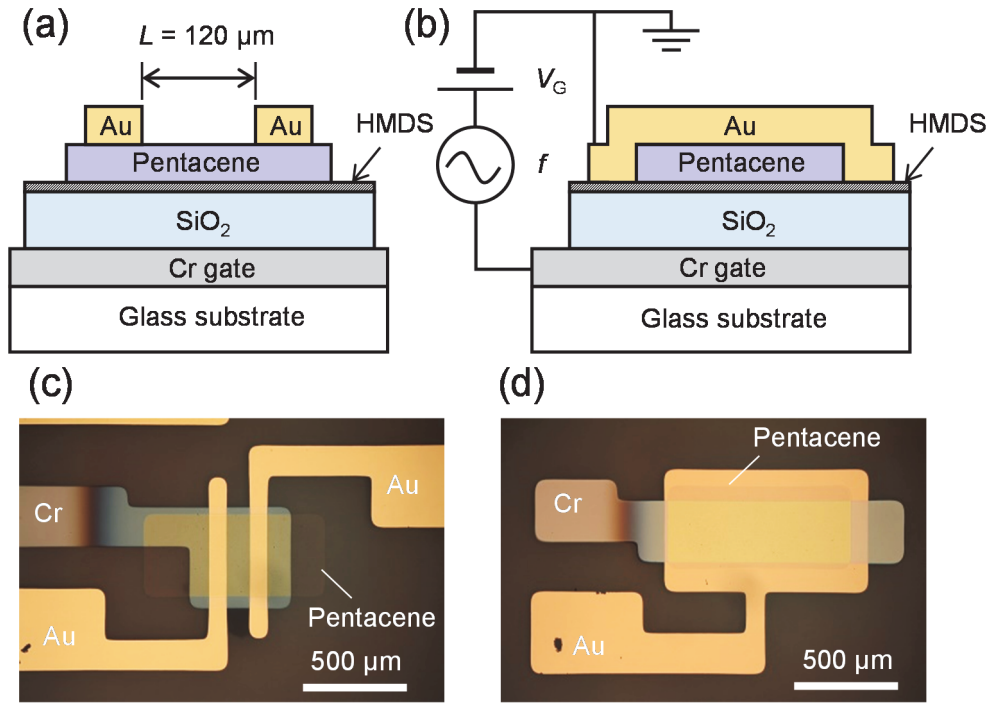 (a)
L = 120 μm
Au
Au
HMDS
Pentacene
SiO2
Cr gate
Glass substrate
(b)
VG
f
Au
HMDS
Pentacene
SiO2
Cr gate
Glass substrate
(c)
Cr
Au
Pentacene
Au
500 μm
(d)
Pentacene
Cr
Au
500 μm